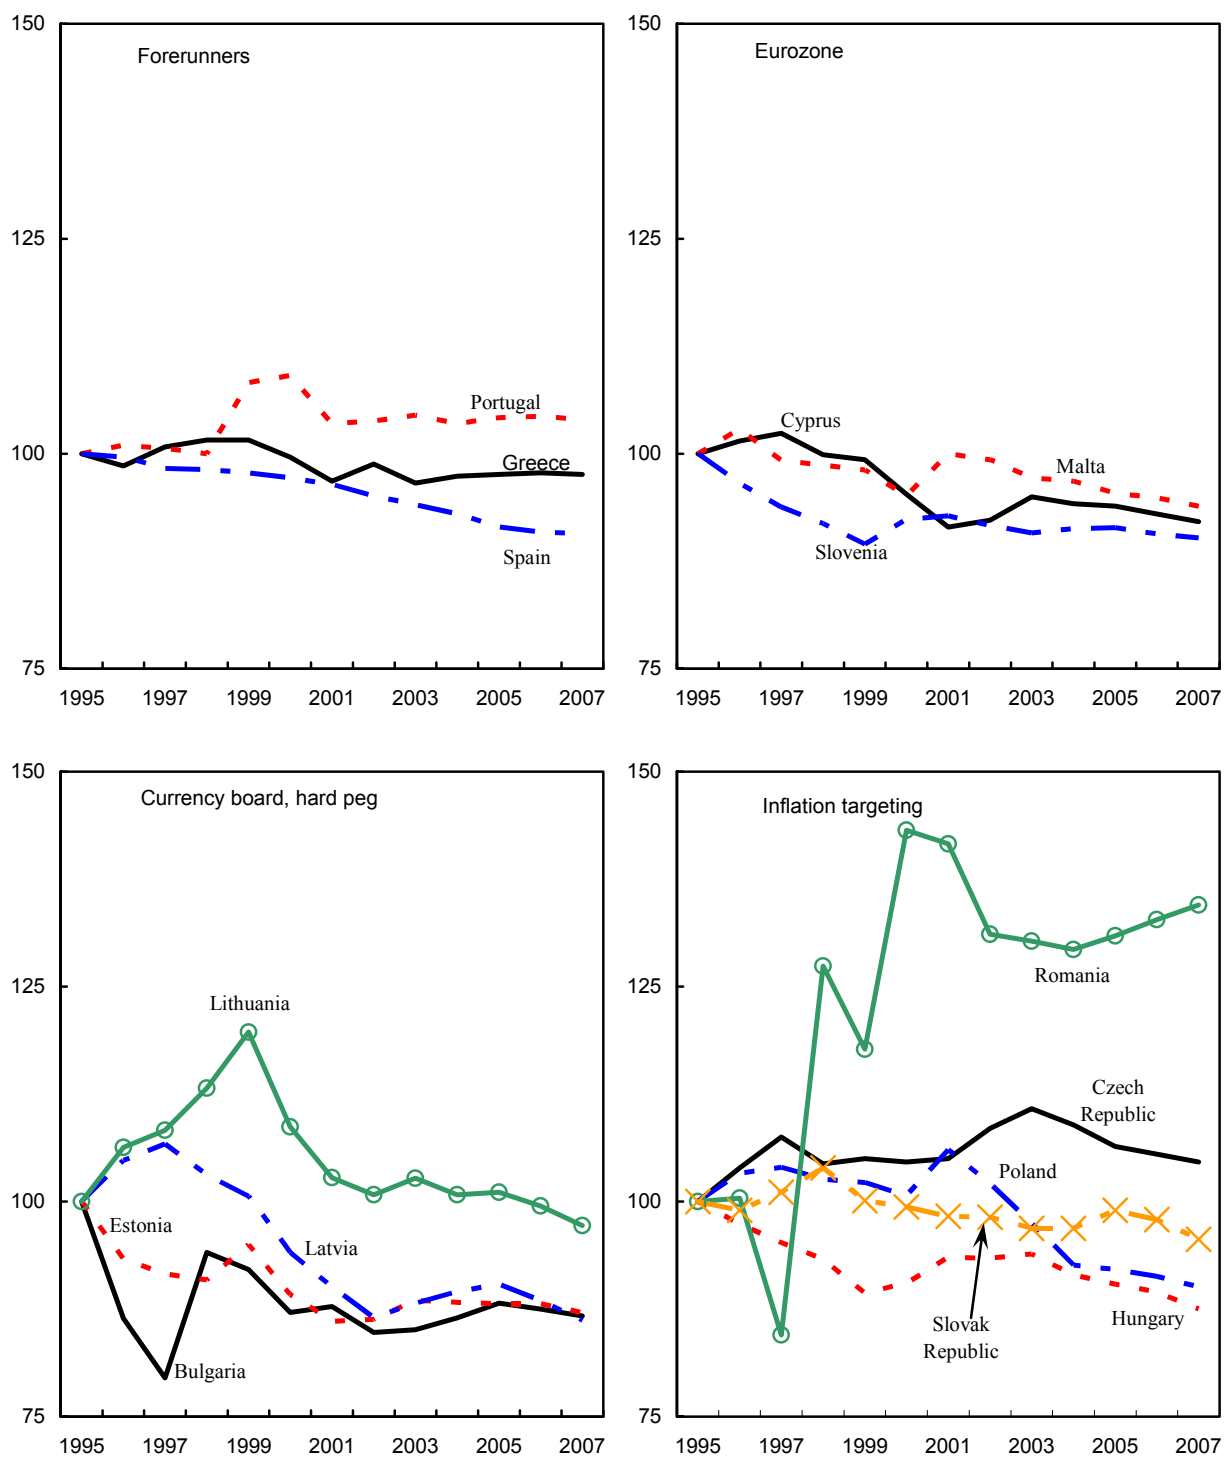 150
Forerunners
125
Portugal
100
Greece
Spain
75
1995 1997 1999 2001 2003 2005 2007
150
Eurozone
125
Cyprus
100
Malta
Slovenia
75
1995 1997 1999 2001 2003 2005 2007
150
Currency board, hard peg
125
Lithuania
100
Estonia
Latvia
Bulgaria
75
1995 1997 1999 2001 2003 2005 2007
150
Inflation targeting
125
Romania
Czech
Republic
Poland
100
Slovak
Republic
Hungary
75
1995 1997 1999 2001 2003 2005 2007